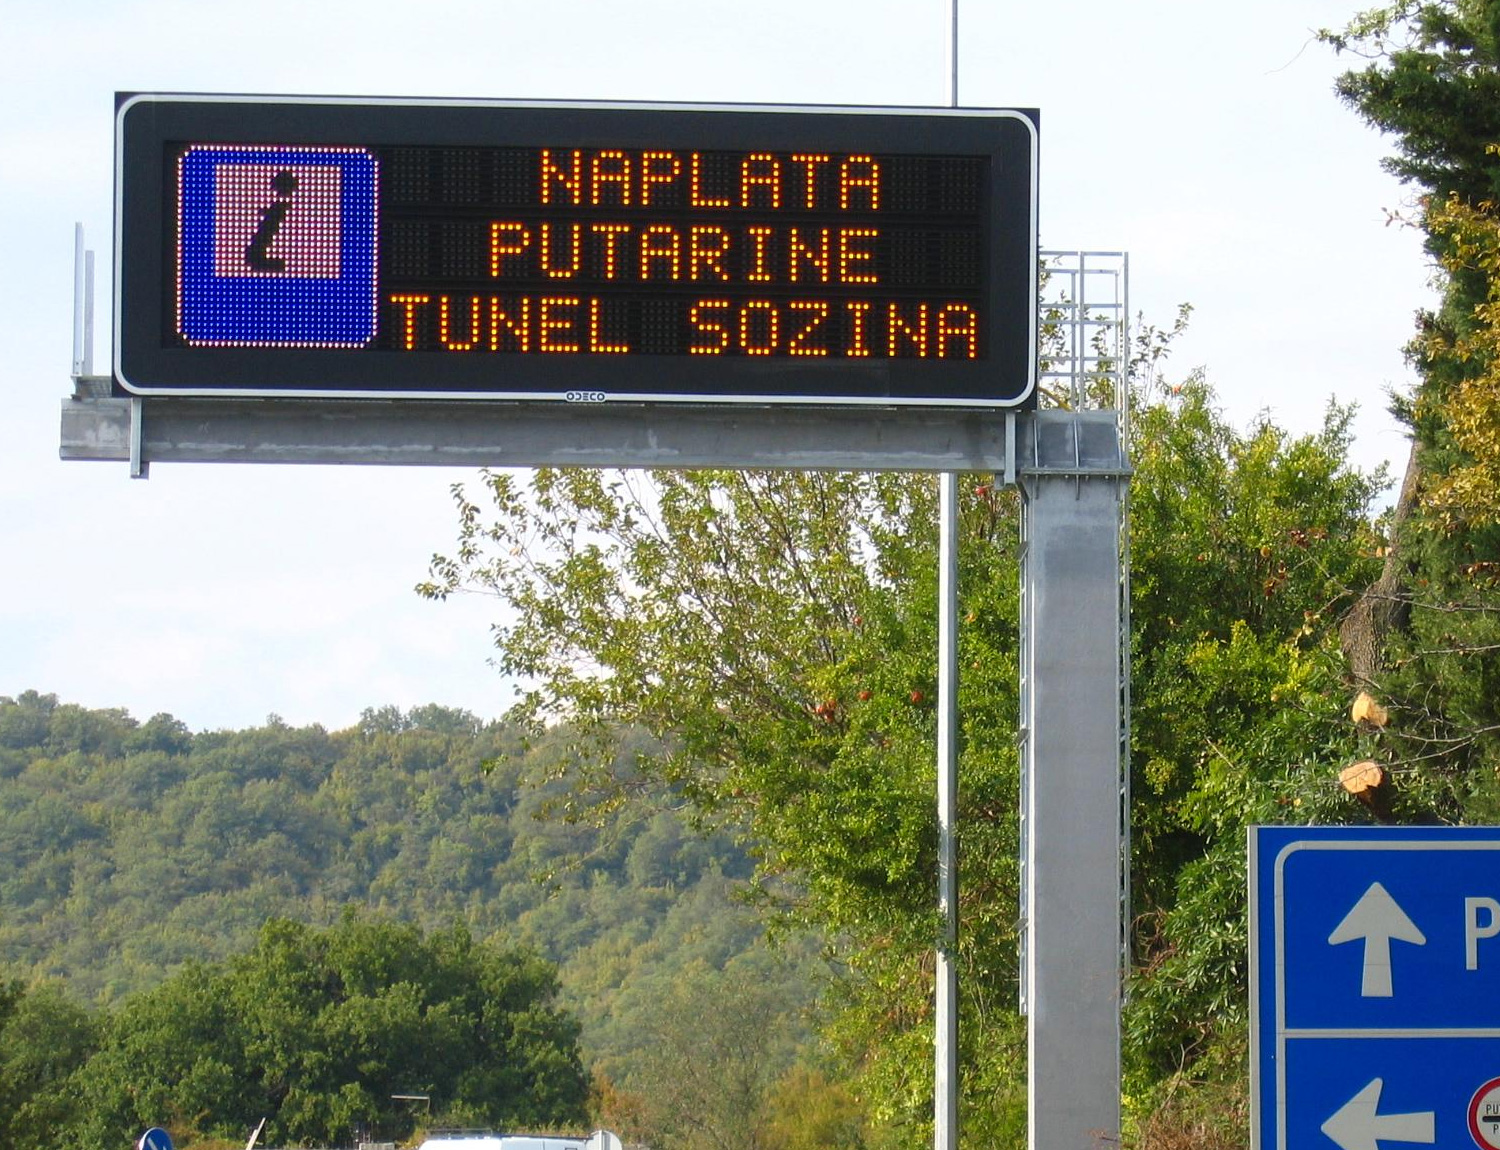 NAPLATA
PUTARINE
TUNEL SOZINA
ODECO
P